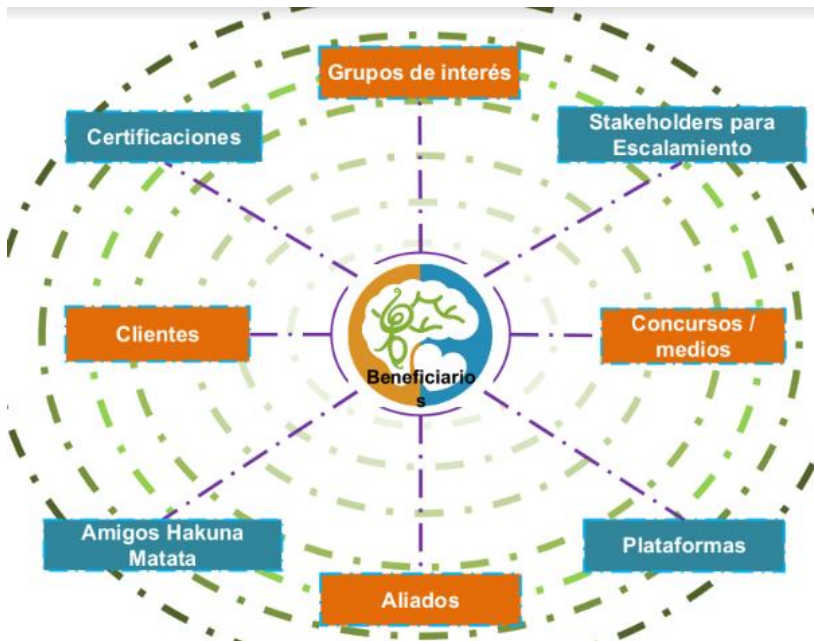 Grupos de interés
Certificaciones
Stakeholders para
Escalamiento
Clientes
Concursos /
medios
Beneficiario
s
Amigos Hakuna
Matata
Plataformas
Aliados